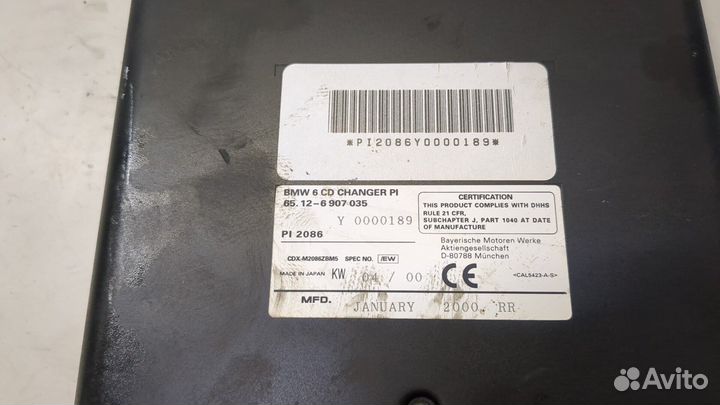 *PI2086Y0000189*
BMW 6 CD CHANGER PI
65.12-6 907 035
Y 0000189
PI 2086
CDX-M2086ZBM5 SPEC NO. /EW
MADE IN JAPAN KW 04 / 00
CERTIFICATION
THIS PRODUCT COMPLIES WITH DHHS
RULE 21 CFR,
SUBCHAPTER J, PART 1040 AT DATE
OF MANUFACTURE
Bayerische Motoren Werke
Aktiengesellschaft
D-80788 München
CE
<CAL5423-A-S>
MFD. JANUARY 2000 RR
Avito